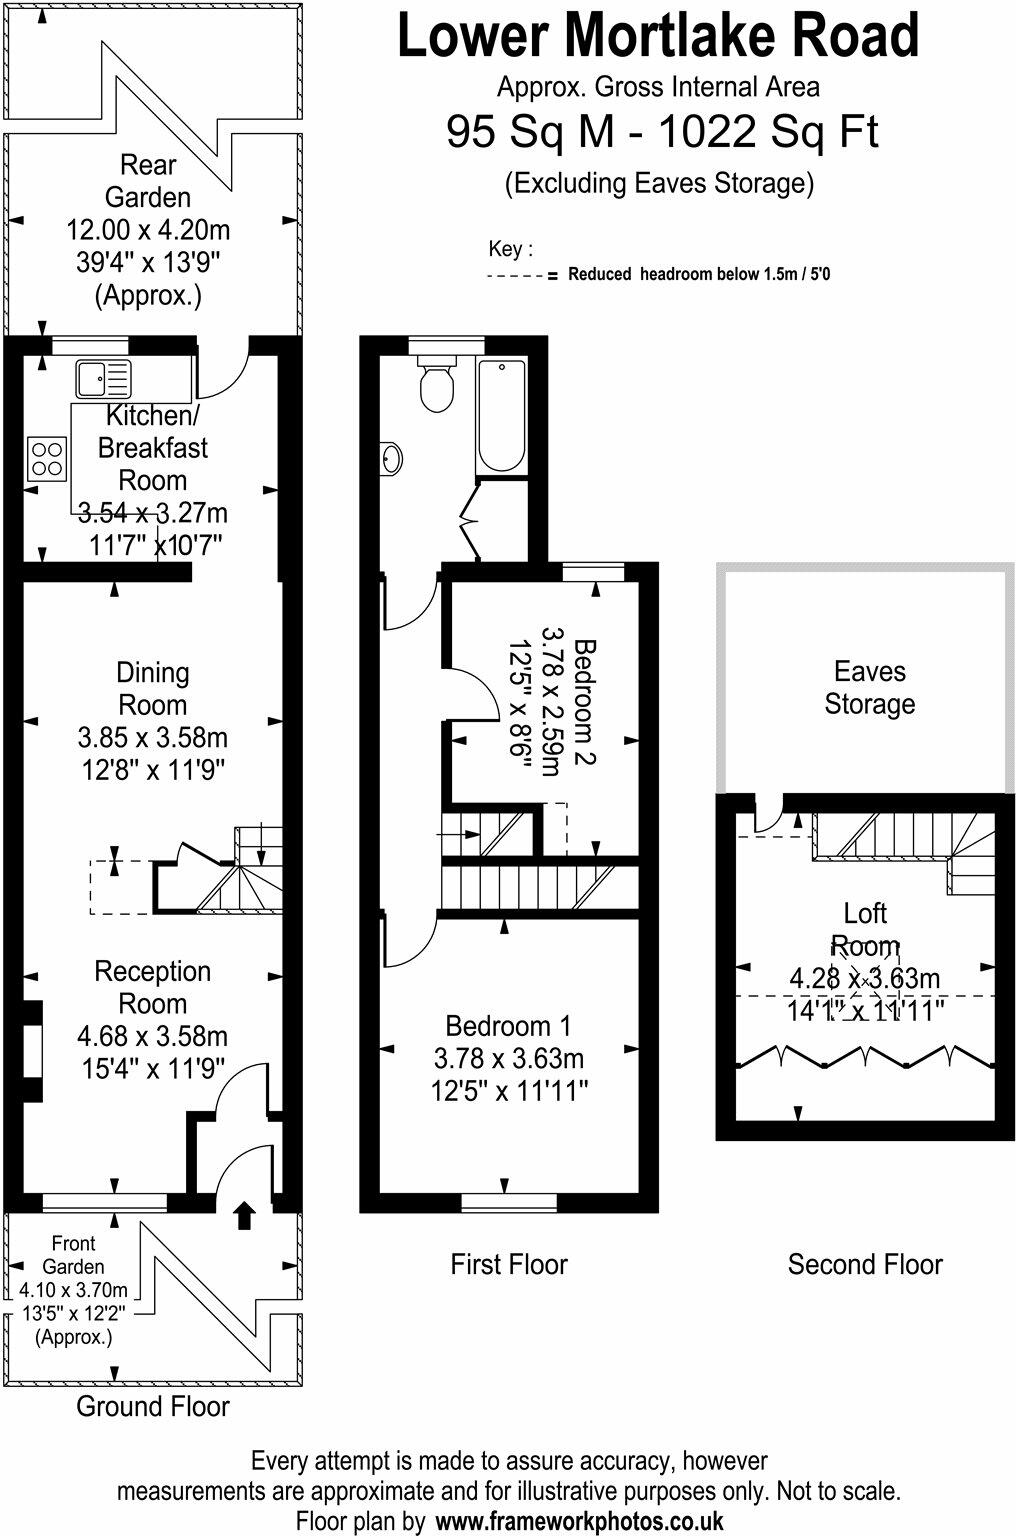 Lower Mortlake Road
Approx. Gross Internal Area
95 Sq M - 1022 Sq Ft
(Excluding Eaves Storage)
Key :
= Reduced headroom below 1.5m / 5'0
Rear
Garden
12.00 x 4.20m
39'4" x 13'9"
(Approx.)
Kitchen/
Breakfast
Room
3.54 x 3.27m
11'7" x10'7"
Dining
Room
3.85 x 3.58m
12'8" x 11'9"
Reception
Room
4.68 x 3.58m
15'4" x 11'9"
Front
Garden
4.10 x 3.70m
13'5" x 12'2"
(Approx.)
Ground Floor
Bedroom 2
3.78 x 2.59m
12'5" x 8'6"
Bedroom 1
3.78 x 3.63m
12'5" x 11'11"
First Floor
Eaves
Storage
Loft
Room
4.28 x 3.63m
14'1" x 11'11"
Second Floor
Every attempt is made to assure accuracy, however
measurements are approximate and for illustrative purposes only. Not to scale.
Floor plan by www.frameworkphotos.co.uk